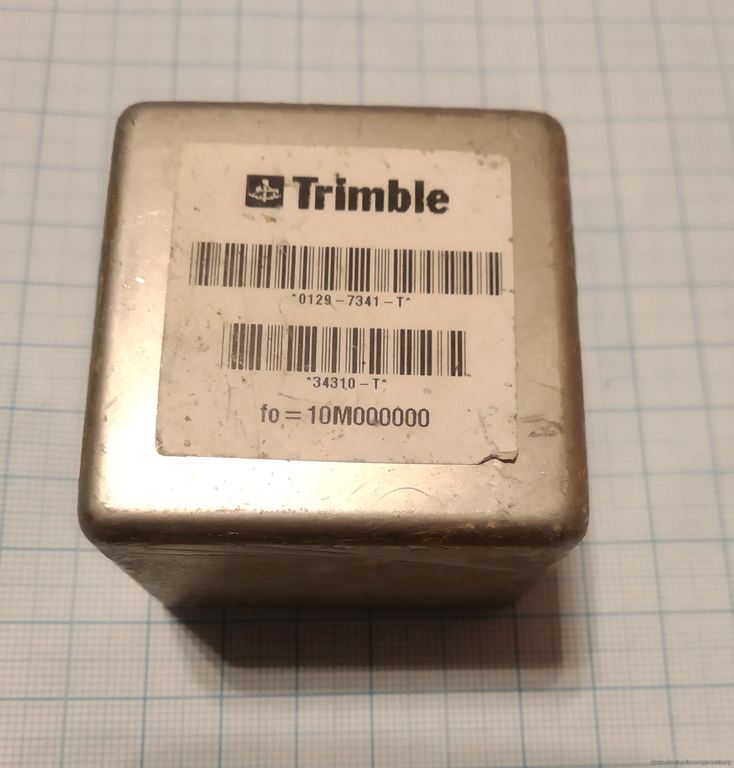 Trimble
*0129-7341-T*
*34310-T*
fo = 10M000000